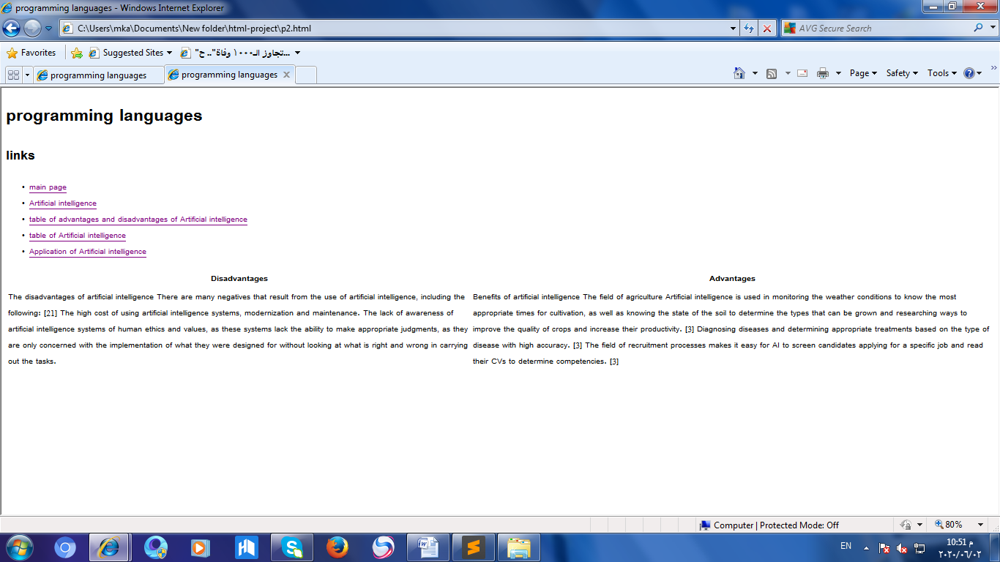 programming languages - Windows Internet Explorer
C:\Users\mka\Documents\New folder\html-project\p2.html
AVG Secure Search
Favorites
Suggested Sites
تجاوز الـ١٠٠٠ وفاة".. ح"...
programming languages
programming languages
Page
Safety
Tools
programming languages
links
• main page
• Artificial intelligence
• table of advantages and disadvantages of Artificial intelligence
• table of Artificial intelligence
• Application of Artificial intelligence
Disadvantages
The disadvantages of artificial intelligence There are many negatives that result from the use of artificial intelligence, including the
following: [21] The high cost of using artificial intelligence systems, modernization and maintenance. The lack of awareness of
artificial intelligence systems of human ethics and values, as these systems lack the ability to make appropriate judgments, as they
are only concerned with the implementation of what they were designed for without looking at what is right and wrong in carrying
out the tasks.
Advantages
Benefits of artificial intelligence The field of agriculture Artificial intelligence is used in monitoring the weather conditions to know the most
appropriate times for cultivation, as well as knowing the state of the soil to determine the types that can be grown and researching ways to
improve the quality of crops and increase their productivity. [3] Diagnosing diseases and determining appropriate treatments based on the type of
disease with high accuracy. [3] The field of recruitment processes makes it easy for AI to screen candidates applying for a specific job and read
their CVs to determine competencies. [3]
Computer | Protected Mode: Off
80%
EN
10:51 م
٢٠٢٠/٠٦/٠٢